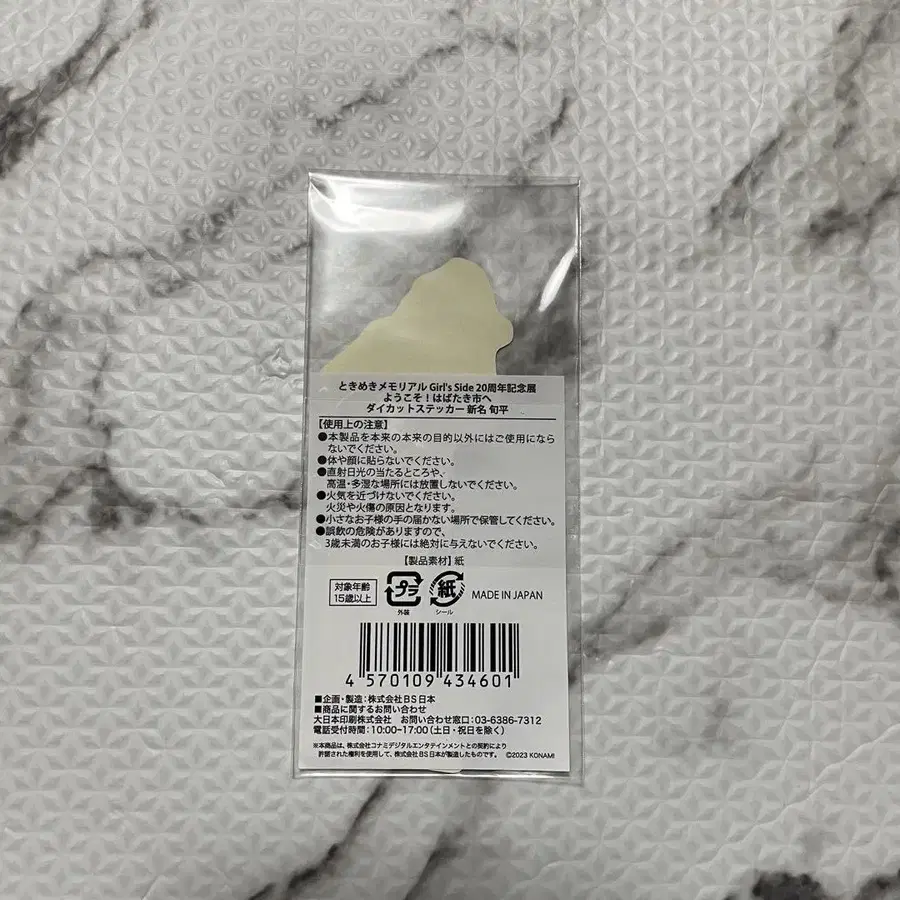 ときめきメモリアル Girl's Side 20周年記念展
ようこそ!はばたき市へ
ダイカットステッカー 新名 旬平
【使用上の注意】
●本製品を本来の本来の目的以外にはご使用になら
ないでください。
●体や顔に貼らないでください。
●直射日光の当たるところや、
高温・多湿な場所には放置しないでください。
●火気を近づけないでください。
火災や火傷の原因となります。
●小さなお子様の手の届かない場所で保管してください。
●誤飲の危険がありますので、
3歳未満のお子様には絶対に与えないでください。
【製品素材】紙
対象年齢
15歳以上
プラ
外装
紙
シール
MADE IN JAPAN
4 570109 434601
■企画・製造:株式会社BS日本
■商品に関するお問い合わせ
大日本印刷株式会社 お問い合わせ窓口:03-6386-7312
電話受付時間:10:00~17:00(土日・祝日を除く)
※本商品は、株式会社コナミデジタルエンタテインメントとの契約により
許諾された権利を使用して、株式会社BS日本が製造したものです。 ©2023 KONAMI